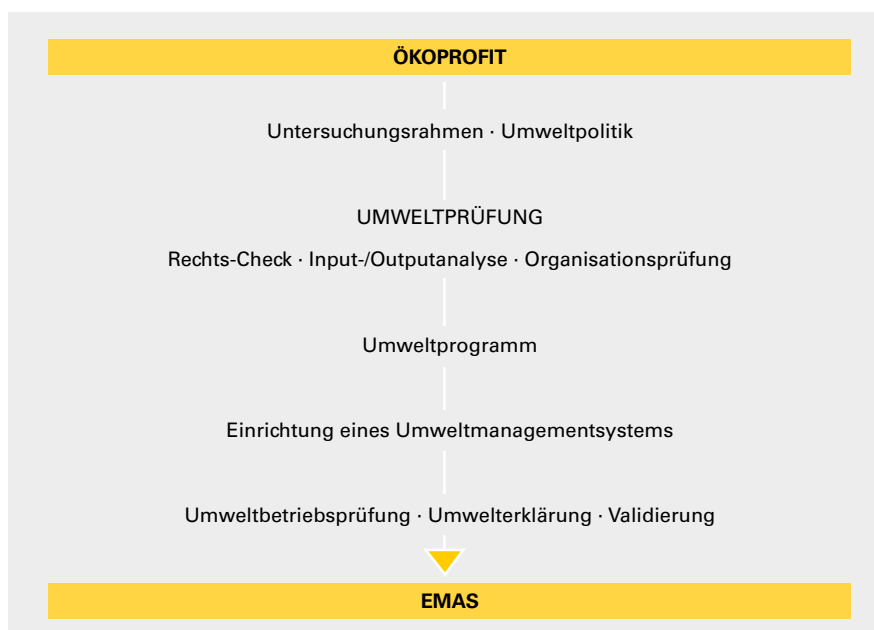 ÖKOPROFIT
Untersuchungsrahmen · Umweltpolitik
UMWELTPRÜFUNG
Rechts-Check · Input-/Outputanalyse · Organisationsprüfung
Umweltprogramm
Einrichtung eines Umweltmanagementsystems
Umweltbetriebsprüfung · Umwelterklärung · Validierung
EMAS